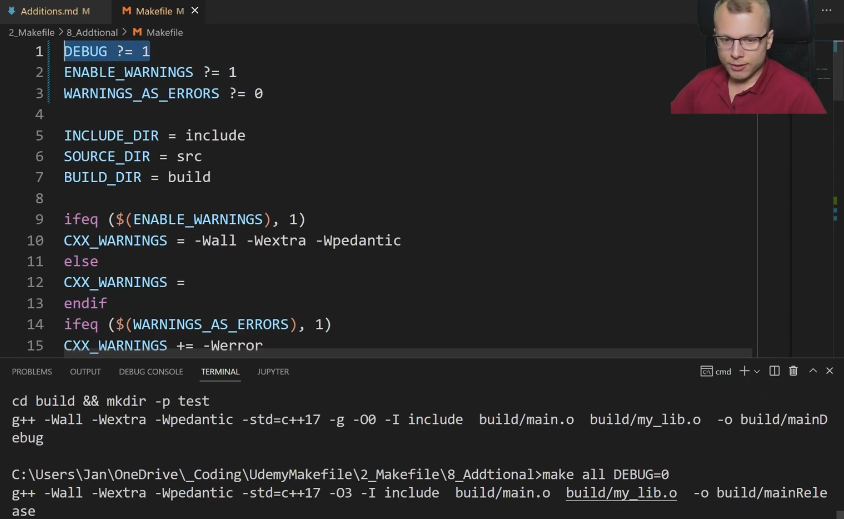 Additions.md M Makefile M ×
2_Makefile > 8_Addtional > Makefile
1 DEBUG ?= 1
2 ENABLE_WARNINGS ?= 1
3 WARNINGS_AS_ERRORS ?= 0
4
5 INCLUDE_DIR = include
6 SOURCE_DIR = src
7 BUILD_DIR = build
8
9 ifeq ($(ENABLE_WARNINGS), 1)
10 CXX_WARNINGS = -Wall -Wextra -Wpedantic
11 else
12 CXX_WARNINGS =
13 endif
14 ifeq ($(WARNINGS_AS_ERRORS), 1)
15 CXX_WARNINGS += -Werror
PROBLEMS OUTPUT DEBUG CONSOLE TERMINAL JUPYTER cmd
cd build && mkdir -p test
g++ -Wall -Wextra -Wpedantic -std=c++17 -g -O0 -I include  build/main.o  build/my_lib.o  -o build/mainD
ebug
C:\Users\Jan\OneDrive\_Coding\UdemyMakefile\2_Makefile\8_Addtional>make all DEBUG=0
g++ -Wall -Wextra -Wpedantic -std=c++17 -O3 -I include  build/main.o  build/my_lib.o  -o build/mainRele
ase